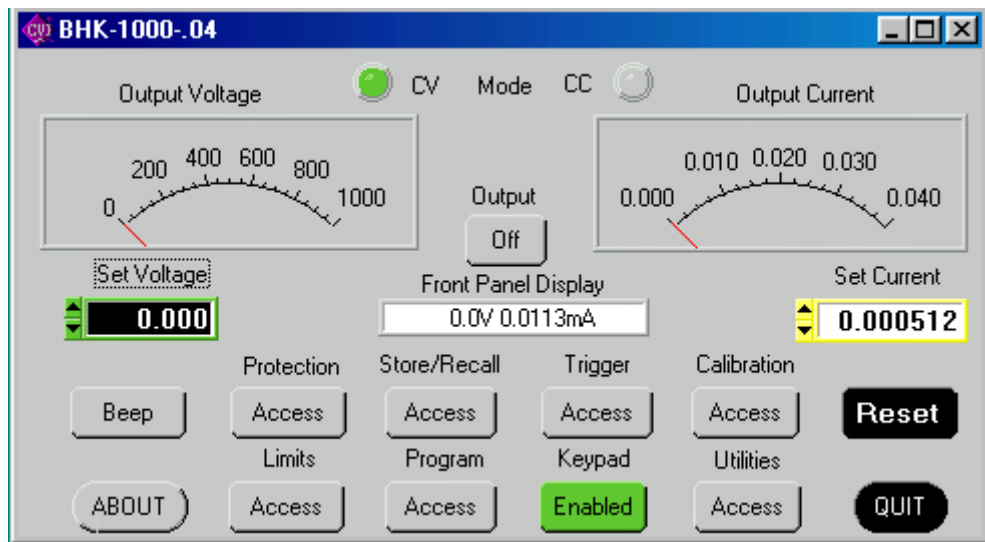 CVI BHK-1000-.04
CV Mode CC
Output Voltage
Output Current
0 200 400 600 800 1000
0.000 0.010 0.020 0.030 0.040
Output
Off
Set Voltage
0.000
Front Panel Display
0.0V 0.0113mA
Set Current
0.000512
Protection Store/Recall Trigger Calibration
Beep Access Access Access Access Reset
Limits Program Keypad Utilities
ABOUT Access Access Enabled Access QUIT